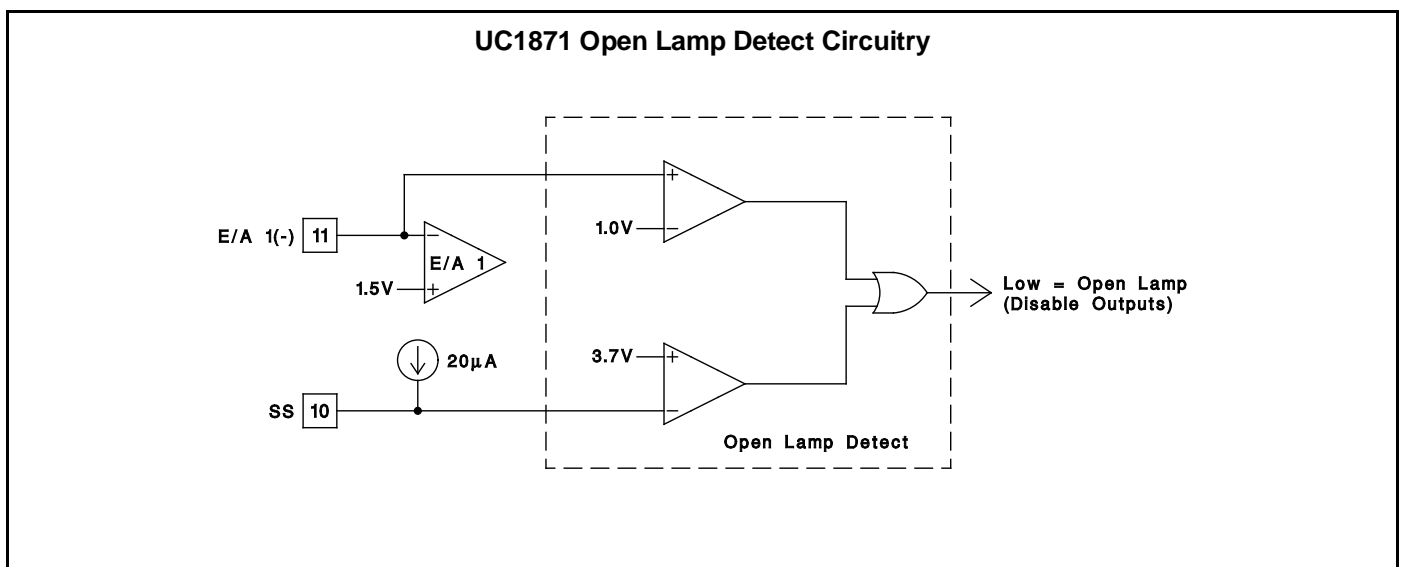 UC1871 Open Lamp Detect Circuitry
+
1.0V −
E/A 1(-) 11
−
E/A 1
1.5V +
Low = Open Lamp
(Disable Outputs)
3.7V +
20µA
SS 10
−
Open Lamp Detect